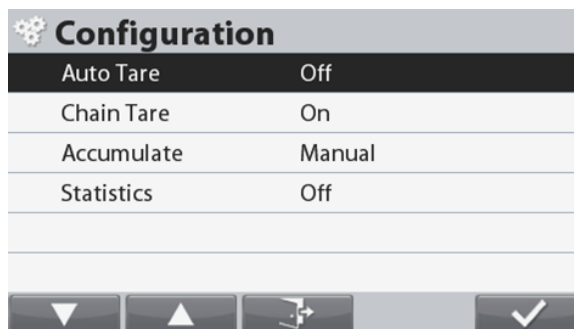 Configuration
Auto Tare Off
Chain Tare On
Accumulate Manual
Statistics Off